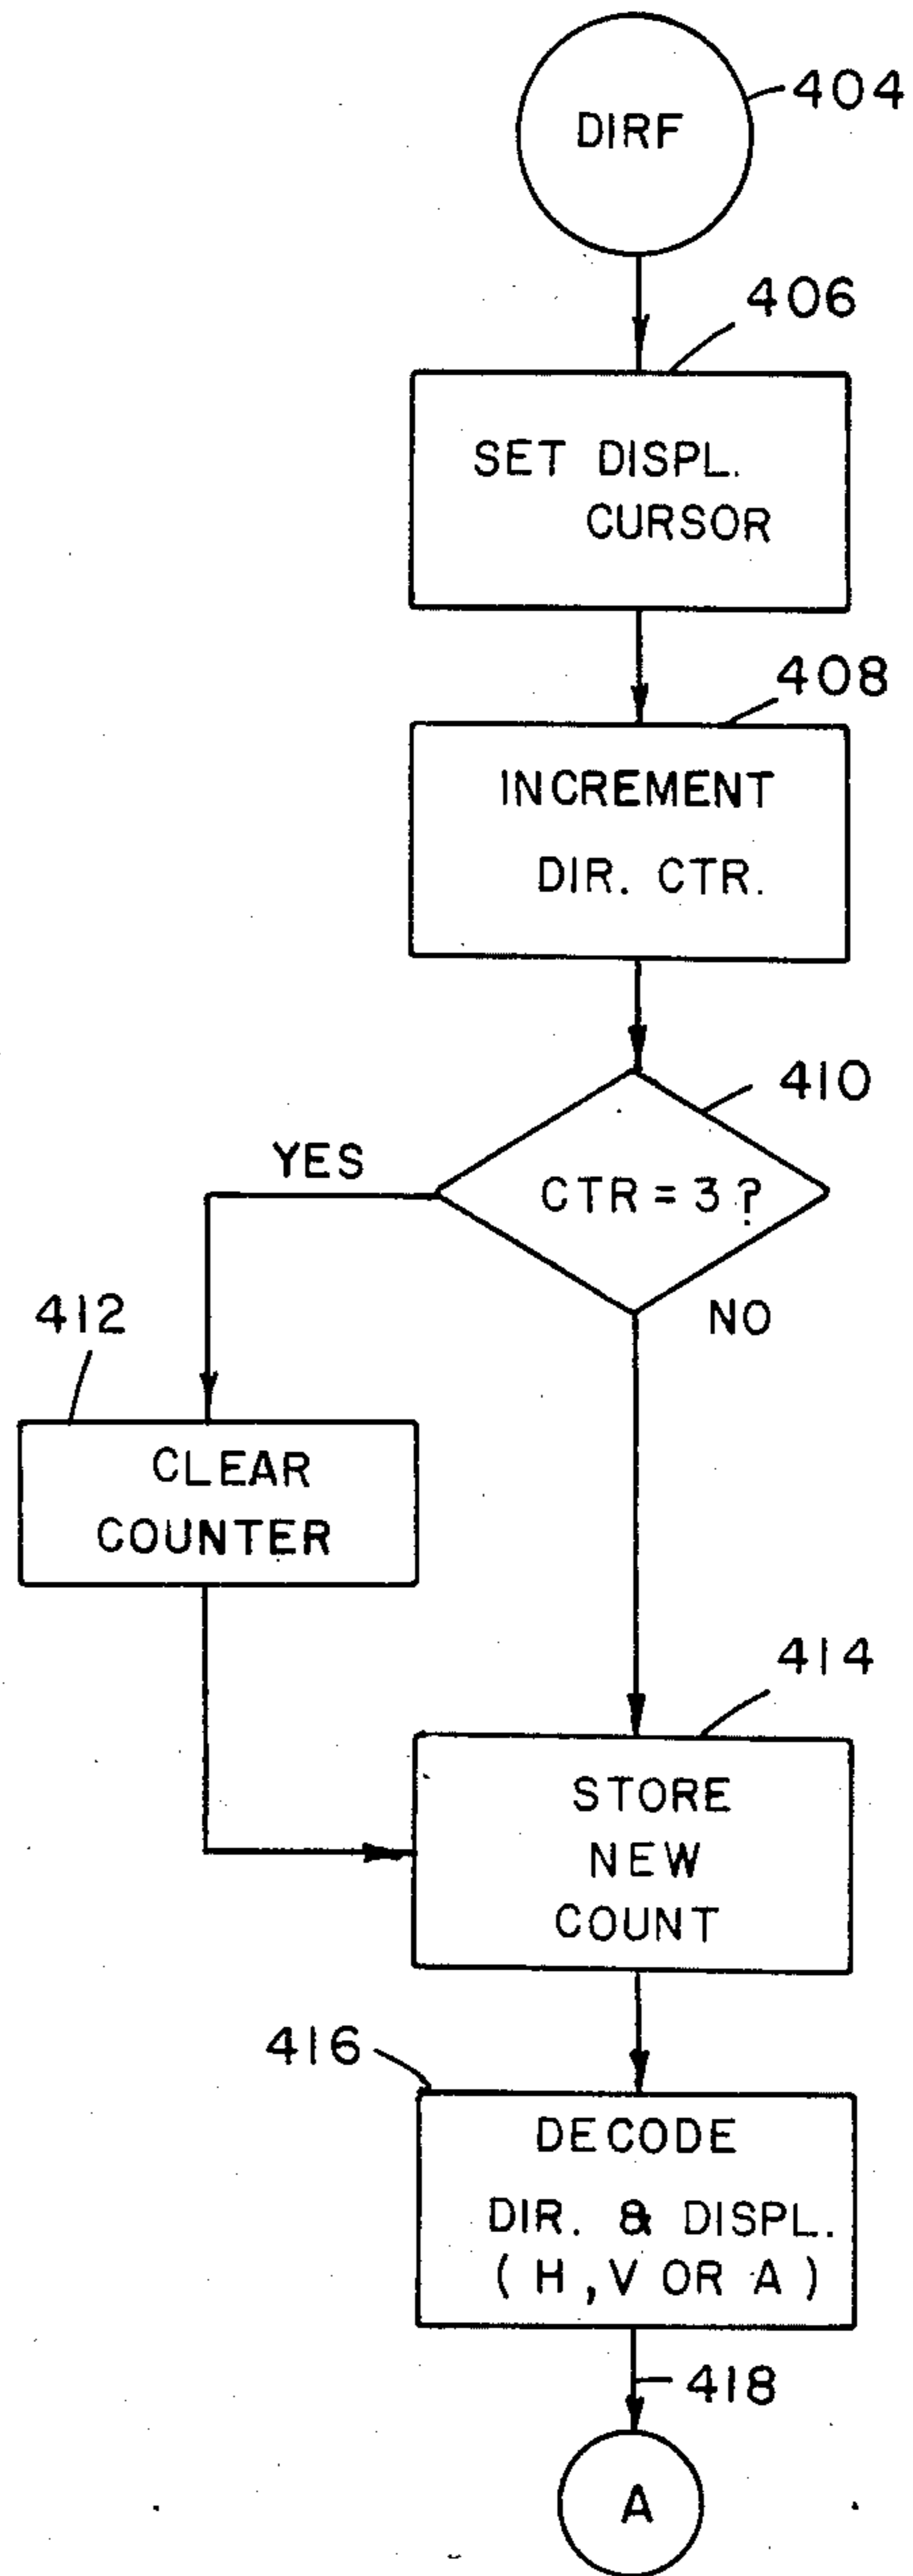 404
DIRF
406
SET DISPL.
CURSOR
408
INCREMENT
DIR. CTR.
410
YES
CTR = 3 ?
NO
412
CLEAR
COUNTER
414
STORE
NEW
COUNT
416
DECODE
DIR. & DISPL.
( H , V OR A )
418
A